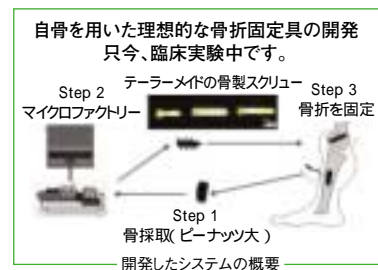 自骨を用いた理想的な骨折固定具の開発
只今、臨床実験中です。
テーラーメイドの骨製スクリュー
Step 2
マイクロファクトリー
Step 3
骨折を固定
Step 1
骨採取(ピーナッツ大)
開発したシステムの概要